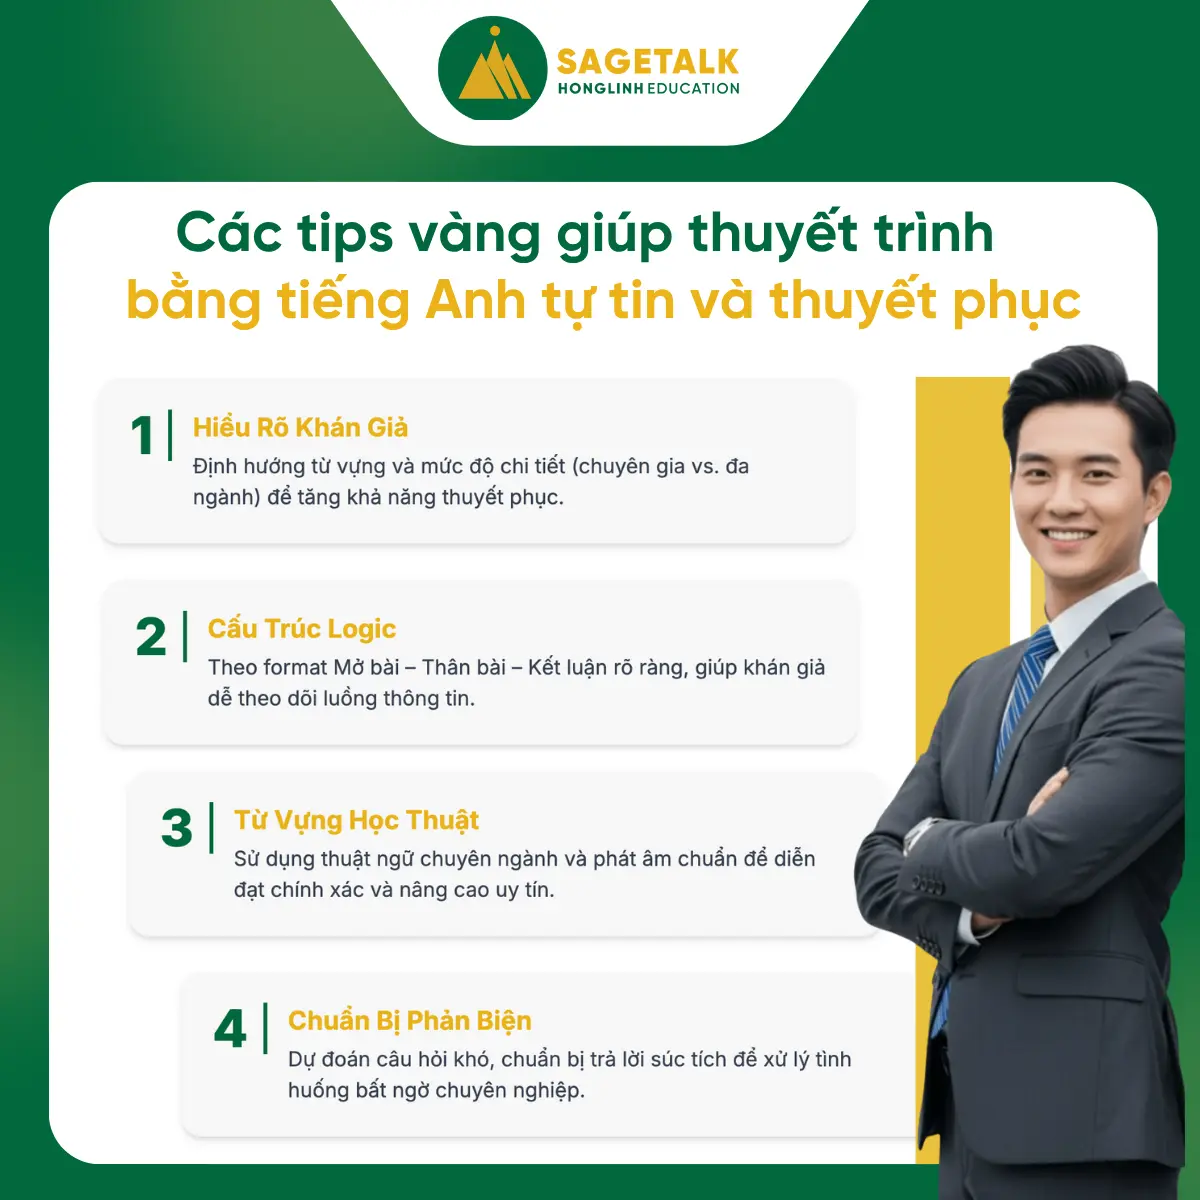 SAGETALK
HONGLINH EDUCATION
Các tips vàng giúp thuyết trình
bằng tiếng Anh tự tin và thuyết phục
1
Hiểu Rõ Khán Giả
Định hướng từ vựng và mức độ chi tiết (chuyên gia vs. đa
ngành) để tăng khả năng thuyết phục.
2
Cấu Trúc Logic
Theo format Mở bài – Thân bài – Kết luận rõ ràng, giúp khán giả
dễ theo dõi luồng thông tin.
3
Từ Vựng Học Thuật
Sử dụng thuật ngữ chuyên ngành và phát âm chuẩn để diễn
đạt chính xác và nâng cao uy tín.
4
Chuẩn Bị Phản Biện
Dự đoán câu hỏi khó, chuẩn bị trả lời súc tích để xử lý tình
huống bất ngờ chuyên nghiệp.